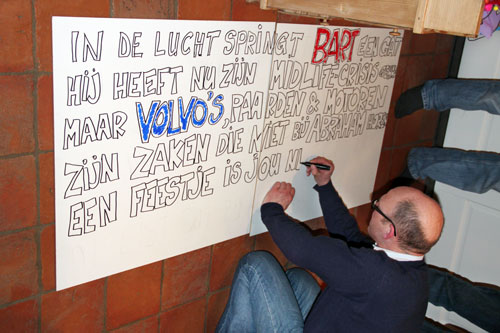 IN DE LUCHT SPRINGT BART EEN GAT
HIJ HEEFT NU ZIJN MIDLIFE CRISIS
MAAR VOLVO'S, PAARDEN & MOTOREN
ZIJN ZAKEN DIE NIET BIJ ABRAHAM
EEN FEESTJE IS JOU NI